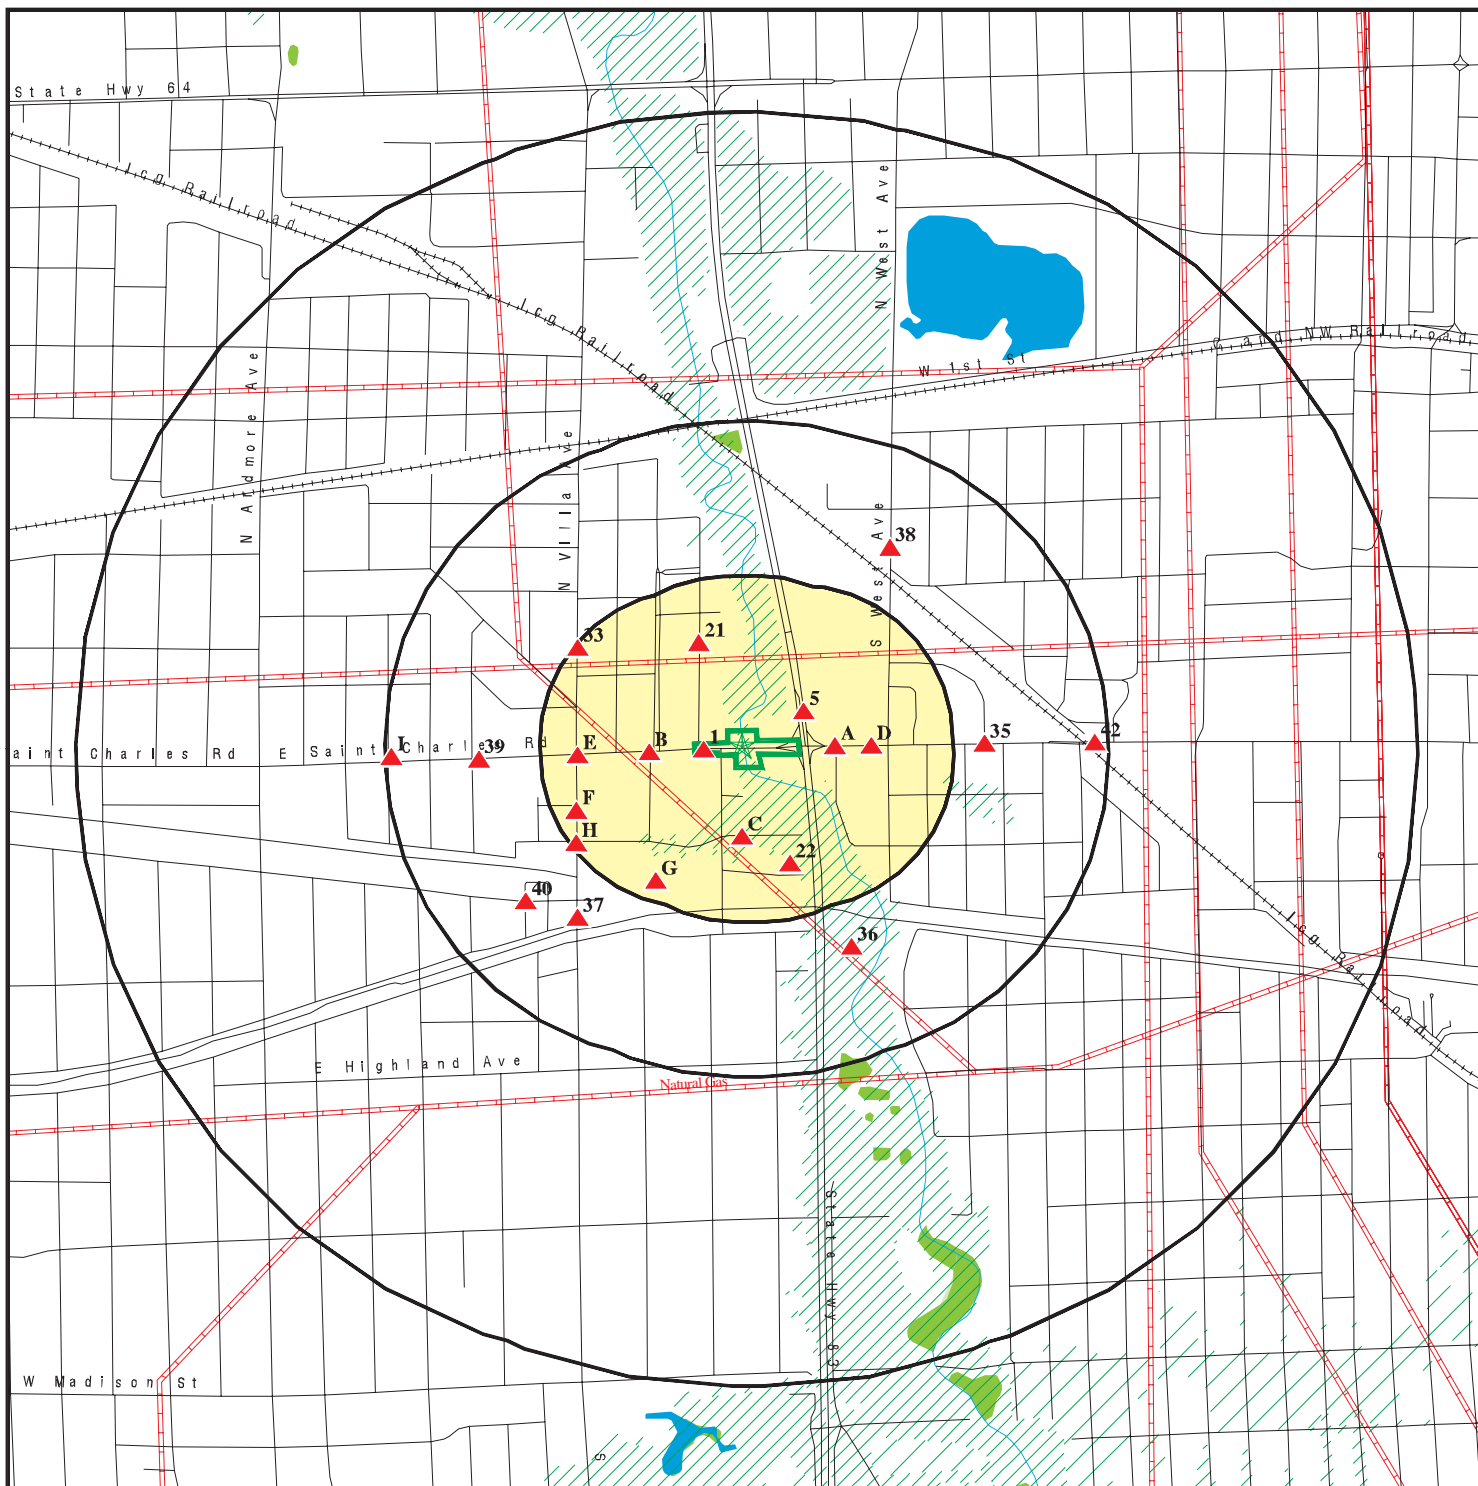 State Hwy 64
Icg Railroad
N West Ave
Icg Railroad
C and NW Railroad
W 1st St
N Ardmore Ave
N Villa Ave
S West Ave
38
33
21
5
aint Charles Rd
E Saint Charles Rd
I
39
E
B
1
A
D
35
42
F
H
C
22
G
40
37
36
Icg Railroad
E Highland Ave
Natural Gas
State Hwy 83
W Madison St
S